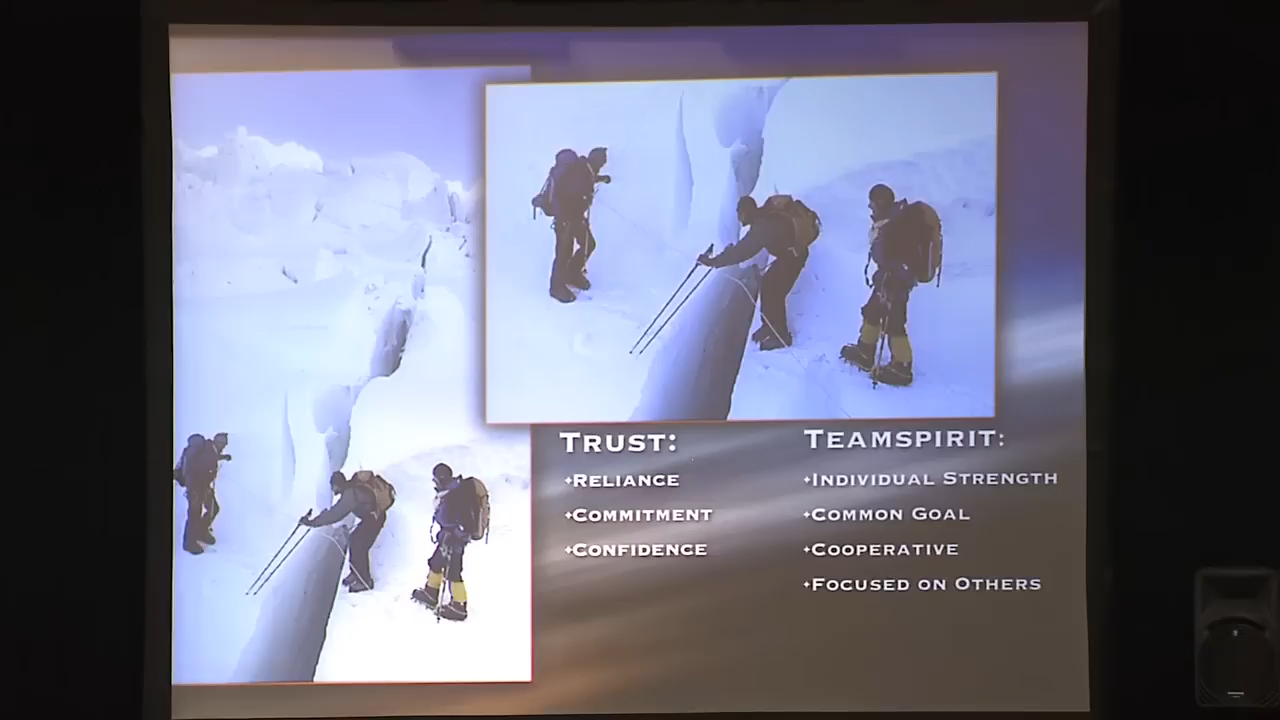 TRUST:
+RELIANCE
+COMMITMENT
+CONFIDENCE
TEAMSPIRIT:
+INDIVIDUAL STRENGTH
+COMMON GOAL
+COOPERATIVE
+FOCUSED ON OTHERS